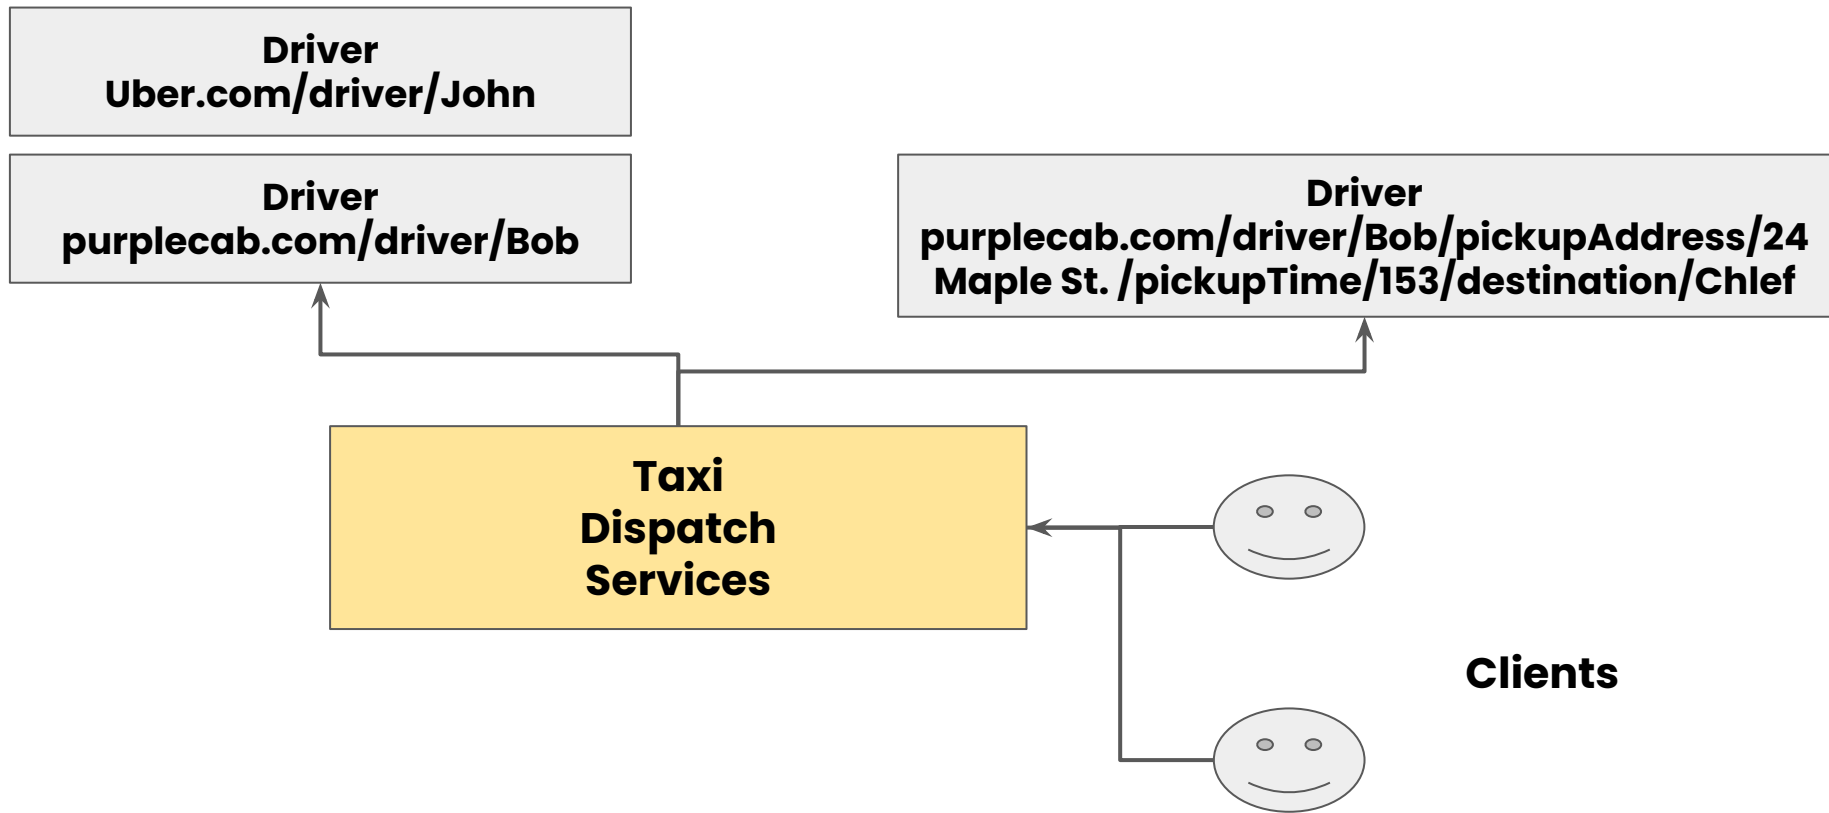 Driver
Uber.com/driver/John
Driver
purplecab.com/driver/Bob
Driver
purplecab.com/driver/Bob/pickupAddress/24
Maple St. /pickupTime/153/destination/Chlef
Taxi
Dispatch
Services
Clients